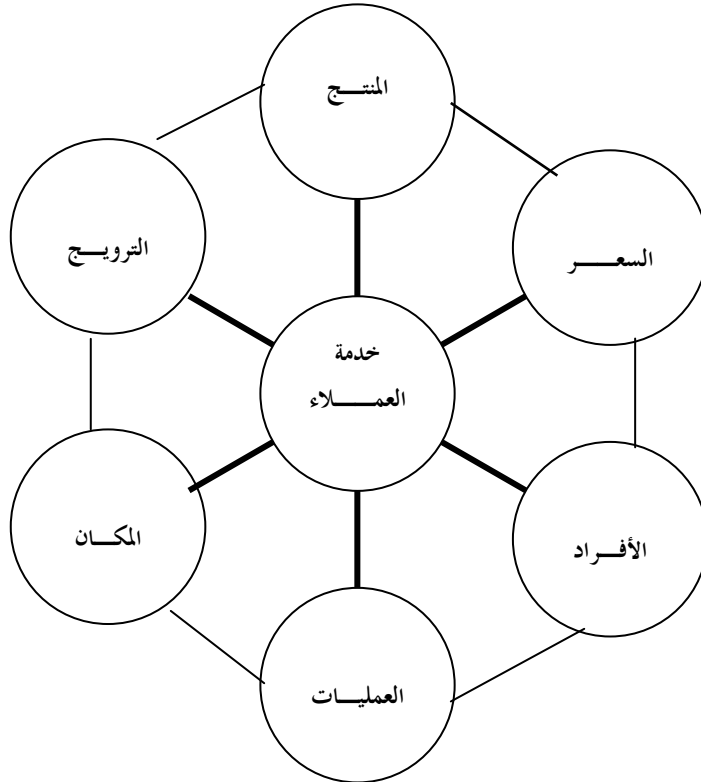 المنتج
الترويج
السعر
خدمة
العملاء
المكان
الأفراد
العمليات